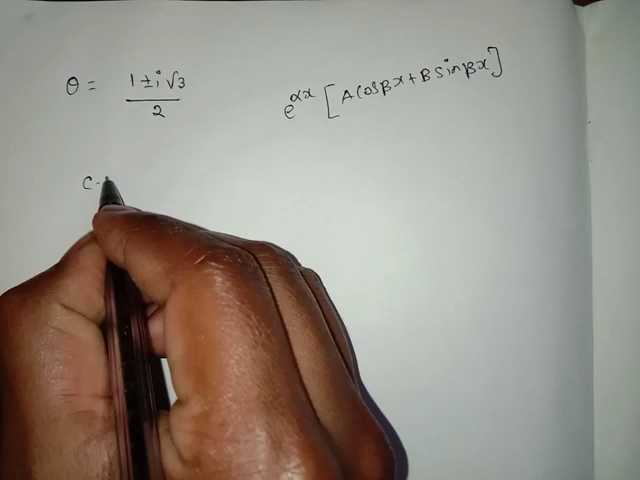 θ = (1 ± i √3) / 2
e^αx [A cos βx + B sin βx]
C.